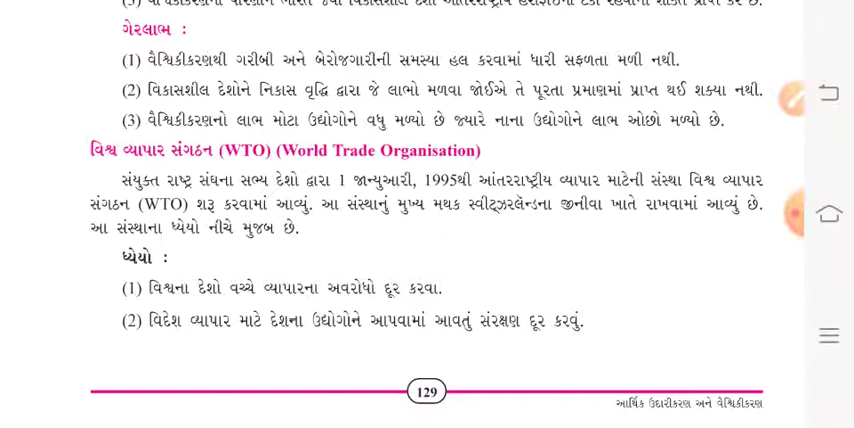 ગેરલાભ :
(1) વૈશ્વિકીકરણથી ગરીબી અને બેરોજગારીની સમસ્યા હલ કરવામાં ધારી સફળતા મળી નથી.
(2) વિકાસશીલ દેશોને નિકાસ વૃદ્ધિ દ્વારા જે લાભો મળવા જોઈએ તે પૂરતા પ્રમાણમાં પ્રાપ્ત થઈ શક્યા નથી.
(3) વૈશ્વિકીકરણનો લાભ મોટા ઉદ્યોગોને વધુ મળ્યો છે જ્યારે નાના ઉદ્યોગોને લાભ ઓછો મળ્યો છે.
વિશ્વ વ્યાપાર સંગઠન (WTO) (World Trade Organisation)
સંયુક્ત રાષ્ટ્ર સંઘના સભ્ય દેશો દ્વારા 1 જાન્યુઆરી, 1995થી આંતરરાષ્ટ્રીય વ્યાપાર માટેની સંસ્થા વિશ્વ વ્યાપાર
સંગઠન (WTO) શરૂ કરવામાં આવ્યું. આ સંસ્થાનું મુખ્ય મથક સ્વીટ્ઝરલૅન્ડના જીનીવા ખાતે રાખવામાં આવ્યું છે.
આ સંસ્થાના ધ્યેયો નીચે મુજબ છે.
ધ્યેયો :
(1) વિશ્વના દેશો વચ્ચે વ્યાપારના અવરોધો દૂર કરવા.
(2) વિદેશ વ્યાપાર માટે દેશના ઉદ્યોગોને આપવામાં આવતું સંરક્ષણ દૂર કરવું.
129
આર્થિક ઉદારીકરણ અને વૈશ્વિકીકરણ